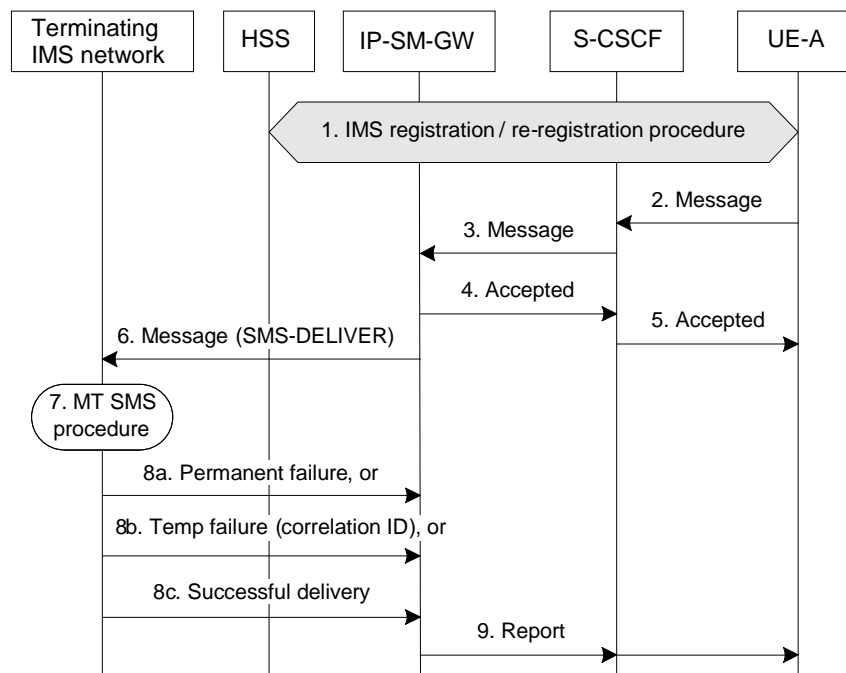 Terminating
IMS network
HSS
IP-SM-GW
S-CSCF
UE-A
1. IMS registration / re-registration procedure
2. Message
3. Message
4. Accepted
5. Accepted
6. Message (SMS-DELIVER)
7. MT SMS
procedure
8a. Permanent failure, or
8b. Temp failure (correlation ID), or
8c. Successful delivery
9. Report